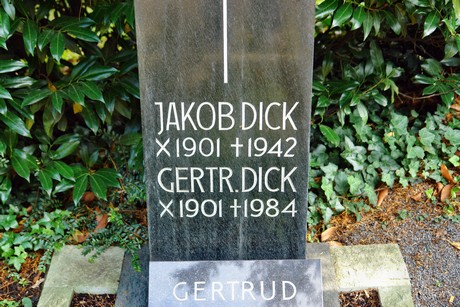 JAKOB DICK
X 1901 † 1942
GERTR. DICK
X 1901 † 1984
GERTRUD